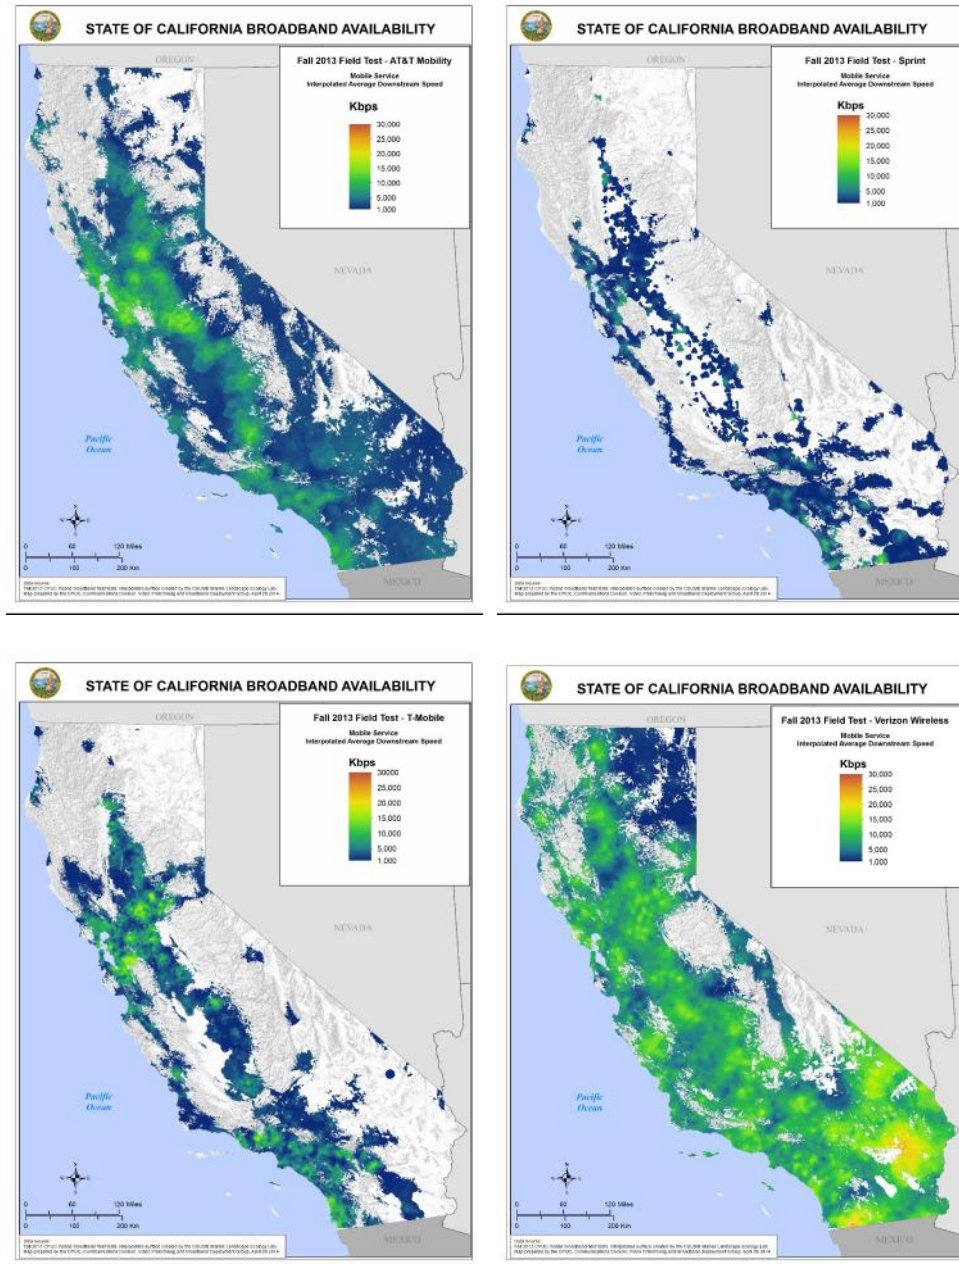 STATE OF CALIFORNIA BROADBAND AVAILABILITY
OREGON
Fall 2013 Field Test - AT&T Mobility
Mobile Service
Interpolated Average Downstream Speed
Kbps
30,000
25,000
20,000
15,000
10,000
5,000
1,000
NEVADA
Pacific
Ocean
N
W E
S
0 60 120 Miles
0 100 200 Km
MEXICO
Data Source:
STATE OF CALIFORNIA BROADBAND AVAILABILITY
OREGON
Fall 2013 Field Test - Sprint
Mobile Service
Interpolated Average Downstream Speed
Kbps
30,000
25,000
20,000
15,000
10,000
5,000
1,000
NEVADA
Pacific
Ocean
N
W E
S
0 60 120 Miles
0 100 200 Km
MEXICO
Data Source:
STATE OF CALIFORNIA BROADBAND AVAILABILITY
OREGON
Fall 2013 Field Test - T-Mobile
Mobile Service
Interpolated Average Downstream Speed
Kbps
30000
25,000
20,000
15,000
10,000
5,000
1,000
NEVADA
Pacific
Ocean
N
W E
S
0 60 120 Miles
0 100 200 Km
MEXICO
Data Source:
STATE OF CALIFORNIA BROADBAND AVAILABILITY
OREGON
Fall 2013 Field Test - Verizon Wireless
Mobile Service
Interpolated Average Downstream Speed
Kbps
30,000
25,000
20,000
15,000
10,000
5,000
1,000
NEVADA
Pacific
Ocean
N
W E
S
0 50 120 Miles
0 100 200 Km
MEXICO
Data Source: